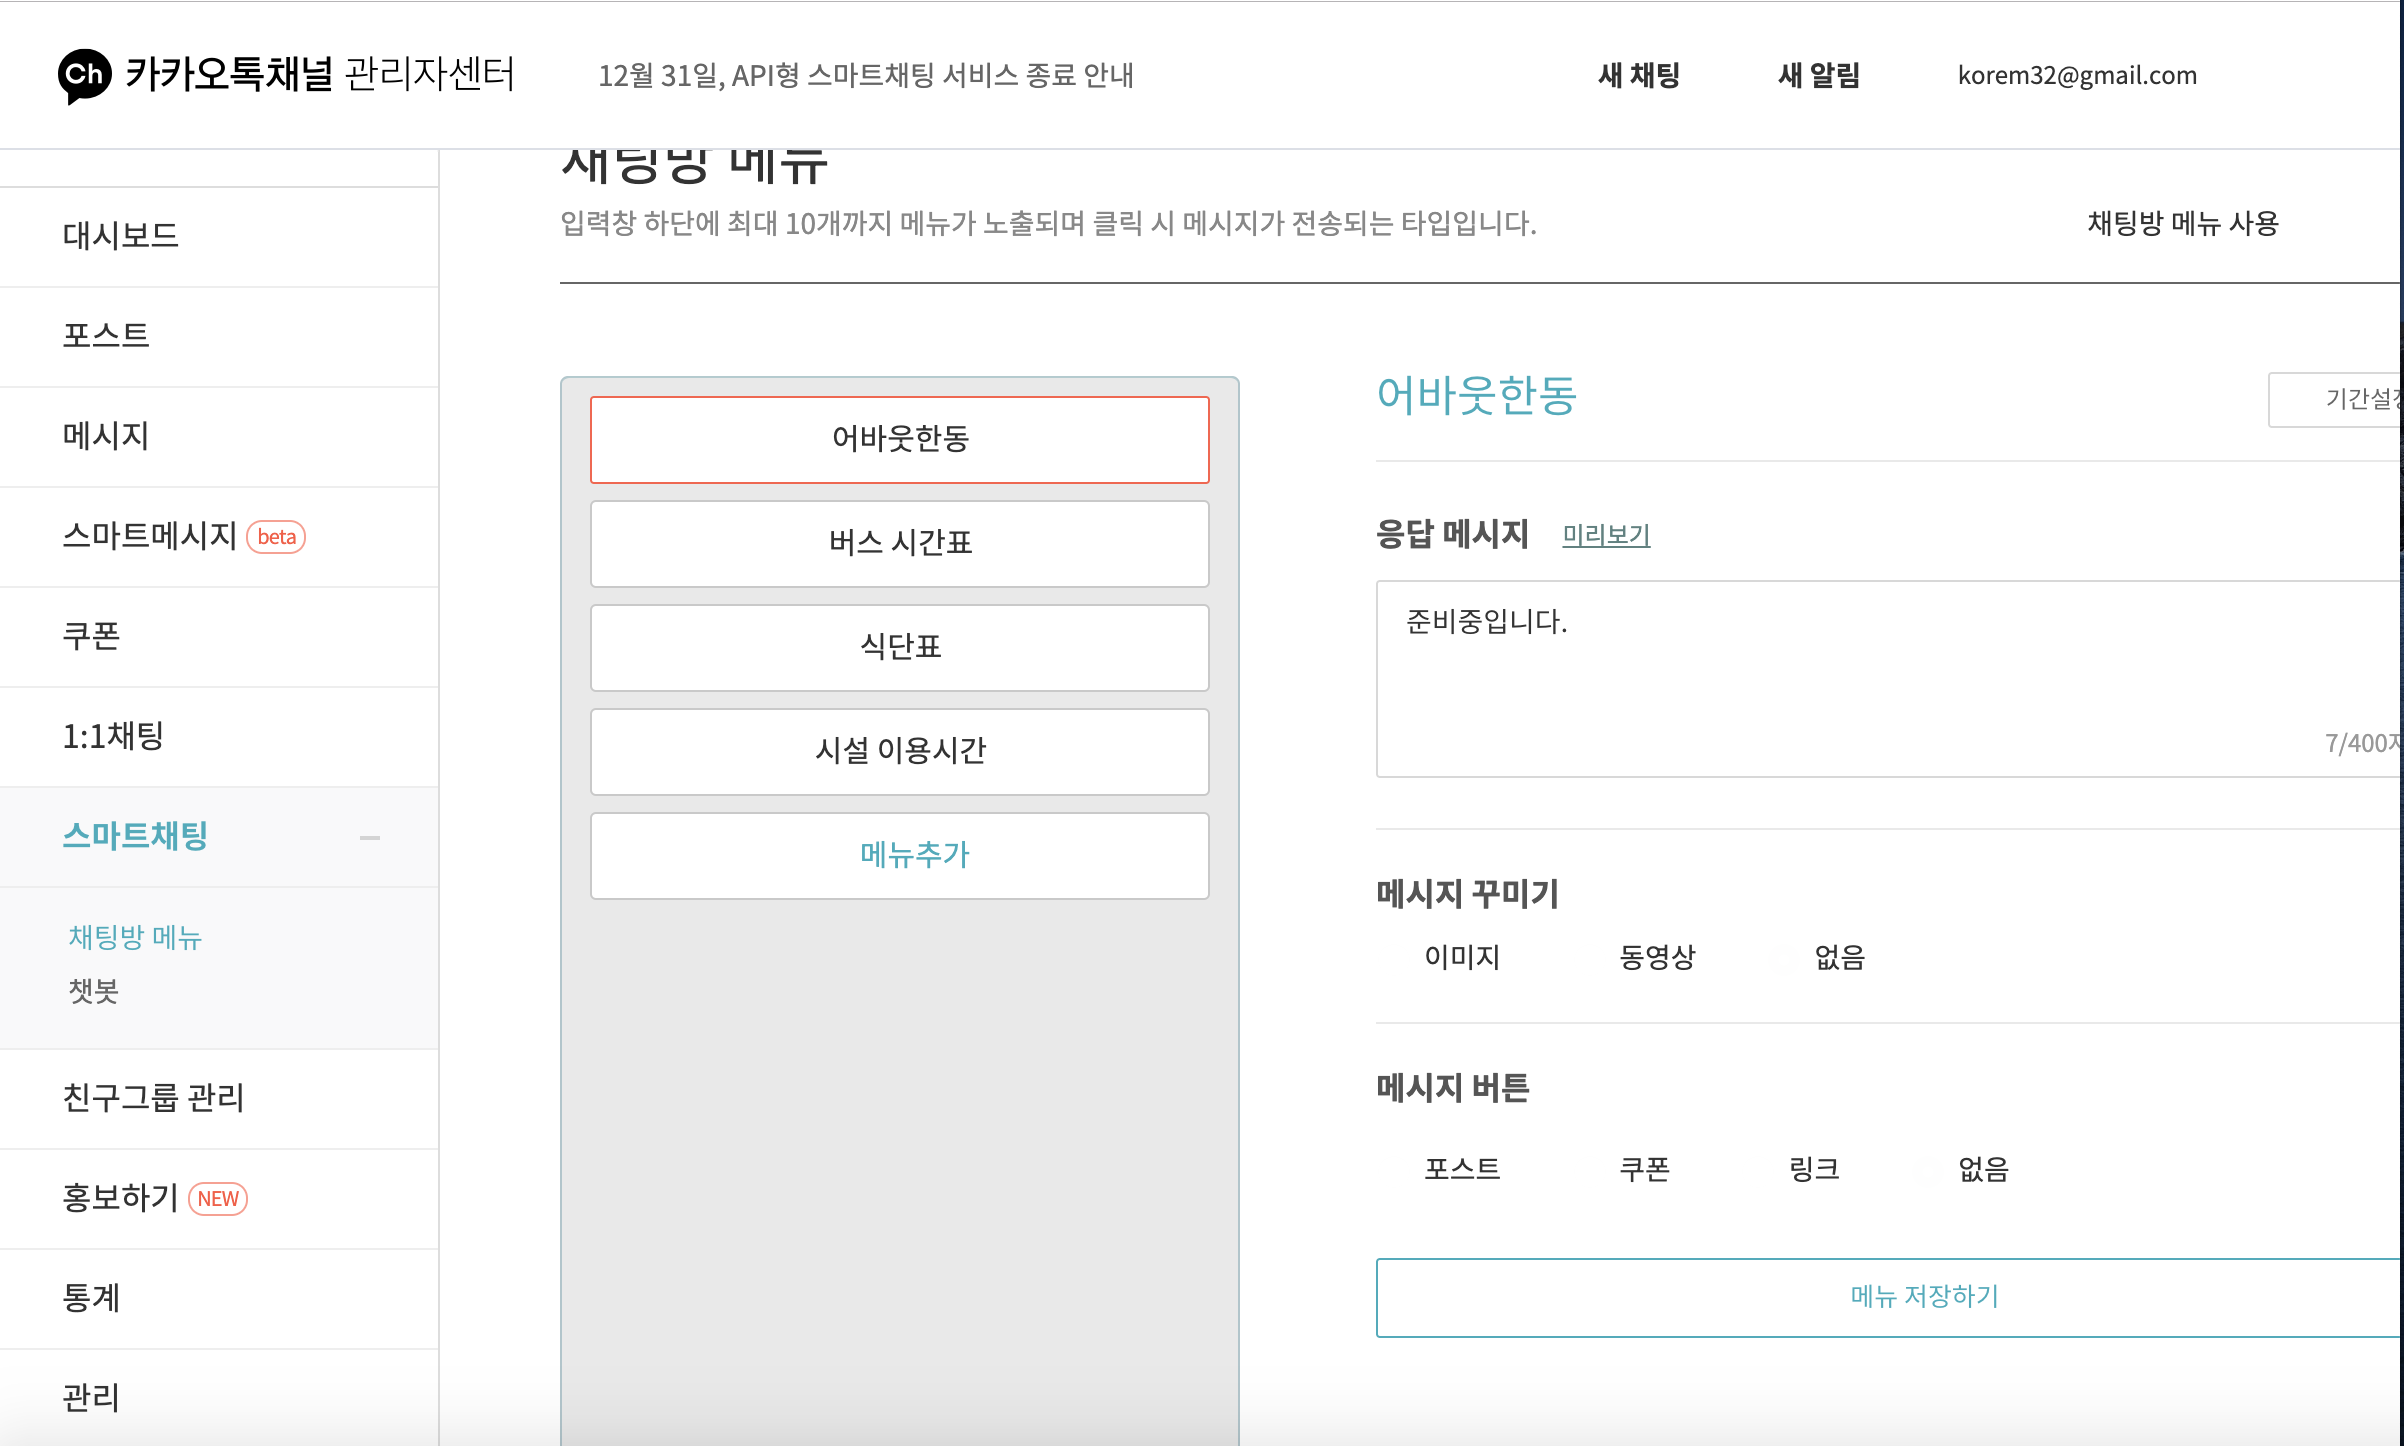 Ch 카카오톡채널 관리자센터
12월 31일, API형 스마트채팅 서비스 종료 안내
새 채팅
새 알림
korem32@gmail.com
대시보드
포스트
메시지
스마트메시지 beta
쿠폰
1:1채팅
스마트채팅
채팅방 메뉴
챗봇
친구그룹 관리
홍보하기 NEW
통계
관리
채팅방 메뉴
입력창 하단에 최대 10개까지 메뉴가 노출되며 클릭 시 메시지가 전송되는 타입입니다.
채팅방 메뉴 사용
어바웃한동
버스 시간표
식단표
시설 이용시간
메뉴추가
어바웃한동
기간설정
응답 메시지 미리보기
준비중입니다.
7/400자
메시지 꾸미기
이미지 동영상 없음
메시지 버튼
포스트 쿠폰 링크 없음
메뉴 저장하기